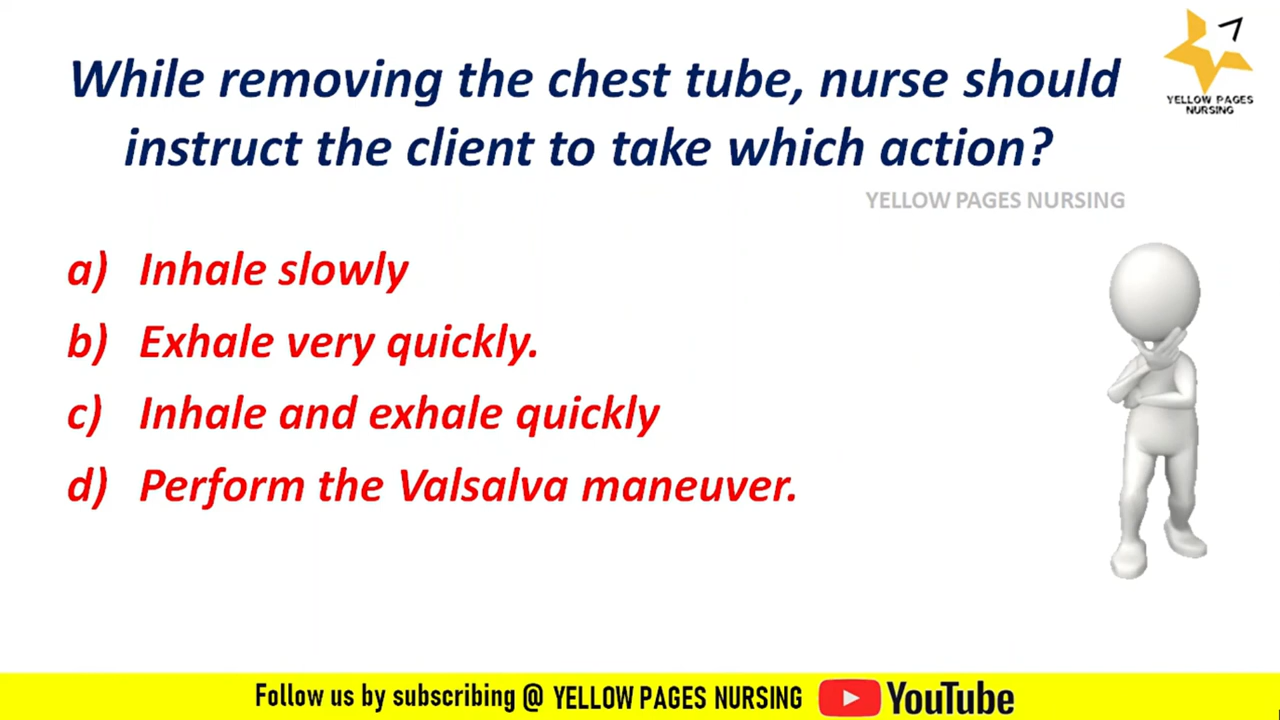 While removing the chest tube, nurse should
instruct the client to take which action?
YELLOW PAGES
NURSING
YELLOW PAGES NURSING
a) Inhale slowly
b) Exhale very quickly.
c) Inhale and exhale quickly
d) Perform the Valsalva maneuver.
Follow us by subscribing @ YELLOW PAGES NURSING YouTube